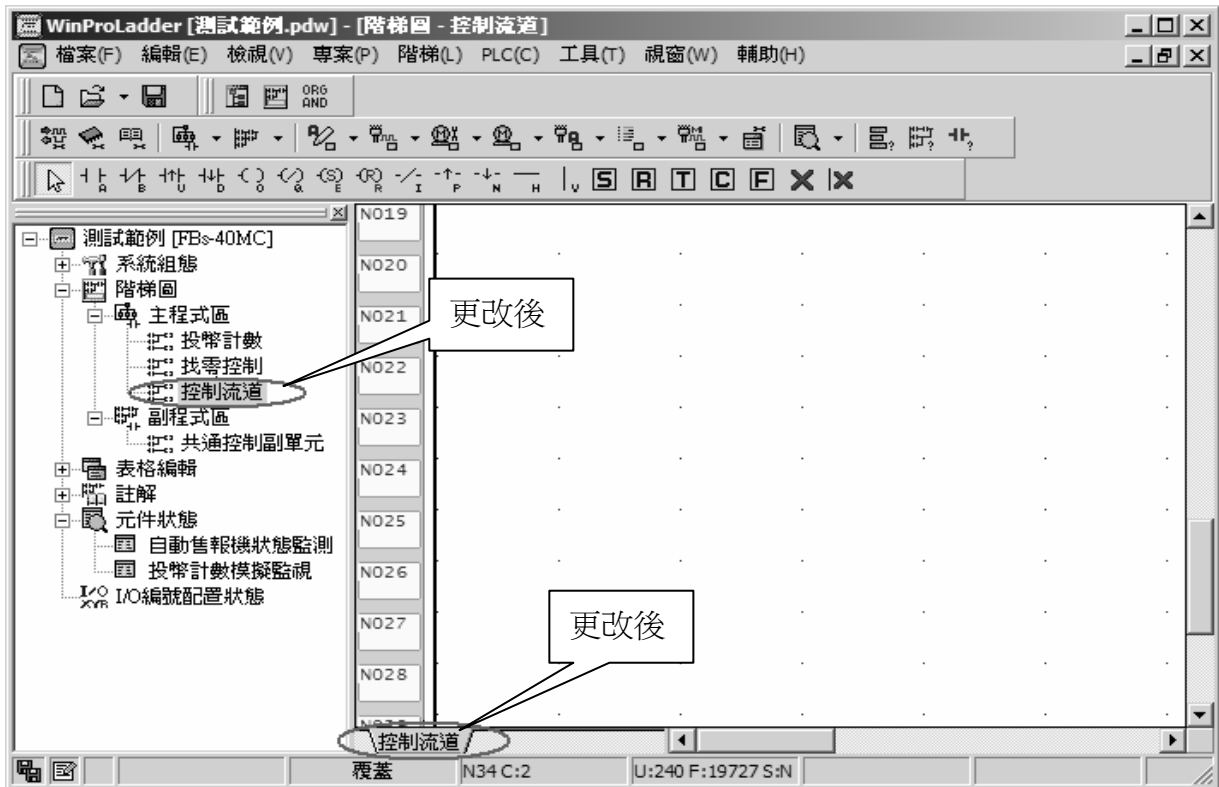 WinProLadder [測試範例.pdw] - [階梯圖 - 控制流道]
檔案(F) 編輯(E) 檢視(V) 專案(P) 階梯(L) PLC(C) 工具(T) 視窗(W) 輔助(H)
ORG
AND
A B U D O Q E R I P N H V S R T C F
測試範例 [FBs-40MC]
系統組態
階梯圖
主程式區
投幣計數
找零控制
控制流道
副程式區
共通控制副單元
表格編輯
註解
元件狀態
自動售報機狀態監測
投幣計數模擬監視
I/O編號配置狀態
N019
N020
N021
N022
N023
N024
N025
N026
N027
N028
更改後
更改後
控制流道
覆蓋 N34 C:2 U:240 F:19727 S:N